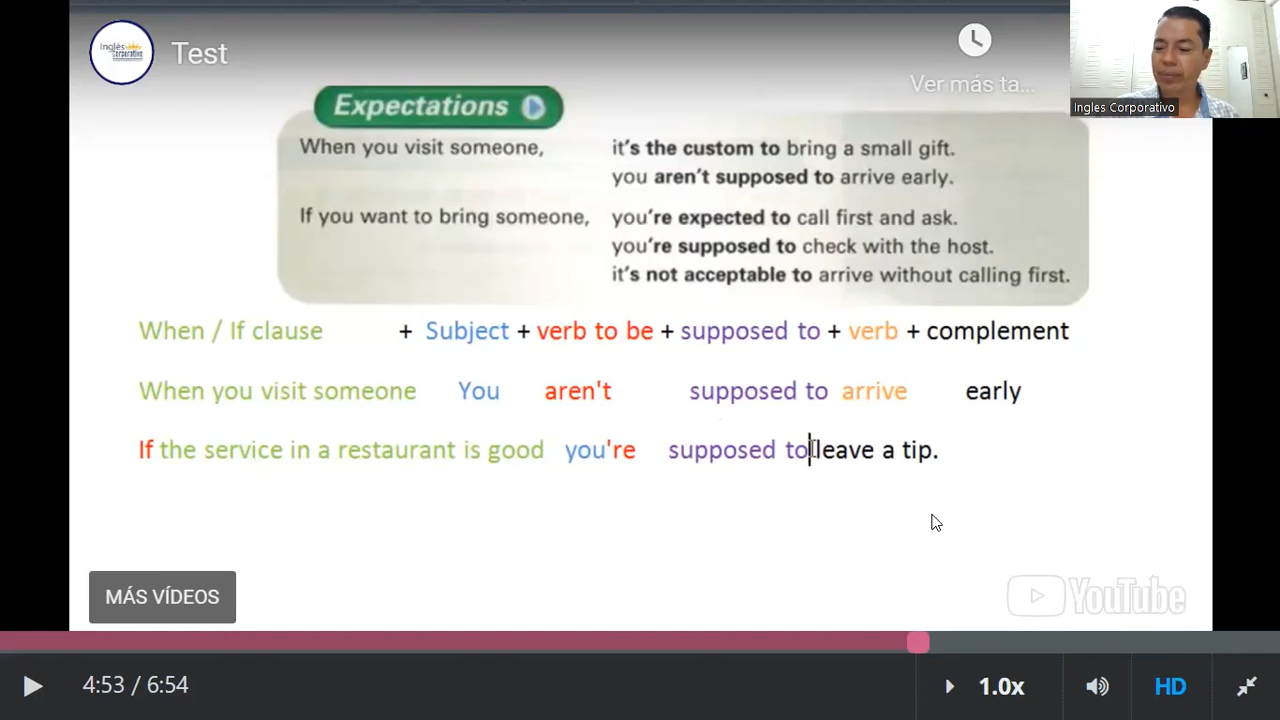 Inglés
Corporativo
Test
Ver más ta...
Ingles Corporativo
Expectations
When you visit someone, it's the custom to bring a small gift.
you aren't supposed to arrive early.
If you want to bring someone, you're expected to call first and ask.
you're supposed to check with the host.
it's not acceptable to arrive without calling first.
When / If clause + Subject + verb to be + supposed to + verb + complement
When you visit someone You aren't supposed to arrive early
If the service in a restaurant is good you're supposed to leave a tip.
MÁS VÍDEOS
YouTube
4:53 / 6:54
1.0x
HD